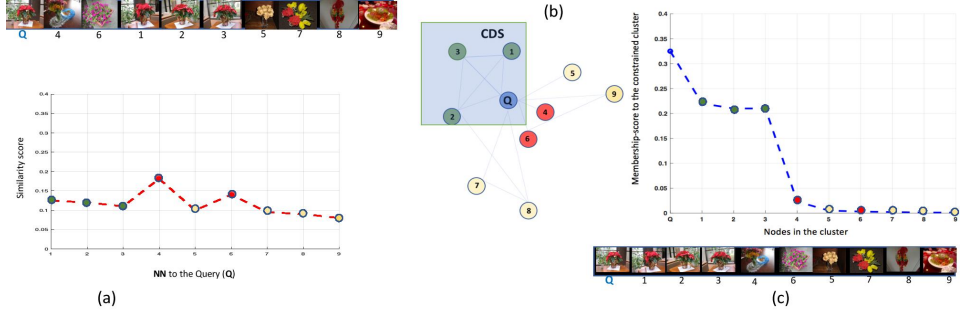 Q 4 6 1 2 3 5 7 8 9
Similarity score
0.4
0.35
0.3
0.25
0.2
0.15
0.1
0.05
0
1 2 3 4 5 6 7 8 9
NN to the Query (Q)
(a)
(b)
CDS
3
1
Q
2
5
9
4
6
7
8
Membership-score to the constrained cluster
0.4
0.35
0.3
0.25
0.2
0.15
0.1
0.05
0
Q 1 2 3 4 5 6 7 8 9
Nodes in the cluster
Q 1 2 3 4 6 5 7 8 9
(c)